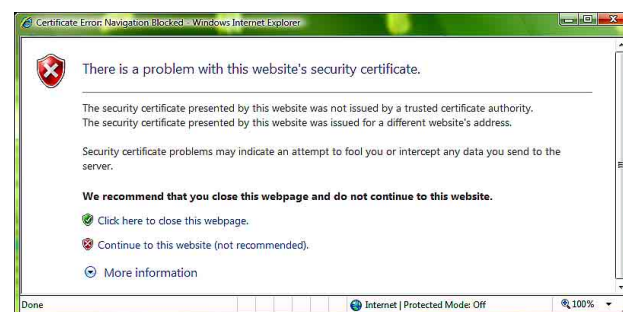 Certificate Error: Navigation Blocked - Windows Internet Explorer
There is a problem with this website's security certificate.
The security certificate presented by this website was not issued by a trusted certificate authority.
The security certificate presented by this website was issued for a different website's address.
Security certificate problems may indicate an attempt to fool you or intercept any data you send to the
server.
We recommend that you close this webpage and do not continue to this website.
Click here to close this webpage.
Continue to this website (not recommended).
More information
Done Internet | Protected Mode: Off 100%